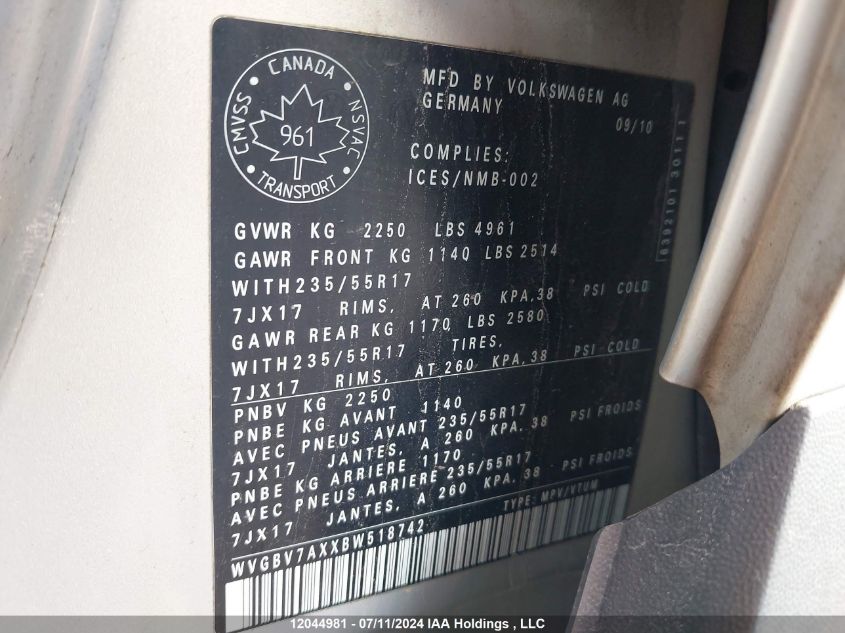 CANADA
CMVSS
NSVAC
961
TRANSPORT
MFD BY VOLKSWAGEN AG
GERMANY
09/10
COMPLIES:
ICES/NMB-002
6392101 3011.1
GVWR KG 2250 LBS 4961
GAWR FRONT KG 1140 LBS 2514
WITH235/55R17
7JX17 RIMS, AT 260 KPA,38 PSI COLD
GAWR REAR KG 1170 LBS 2580
WITH235/55R17 TIRES,
7JX17 RIMS, AT 260 KPA,38 PSI COLD
PNBV KG 2250
PNBE KG AVANT 1140
AVEC PNEUS AVANT 235/55R17
7JX17 JANTES, A 260 KPA, 38 PSI FROIDS
PNBE KG ARRIERE 1170
AVEC PNEUS ARRIERE 235/55R17
7JX17 JANTES, A 260 KPA. 38 PSI FROIDS
WVGBV7AXXBW518742 TYPE: MPV/VTUM
12044981 - 07/11/2024 IAA Holdings , LLC